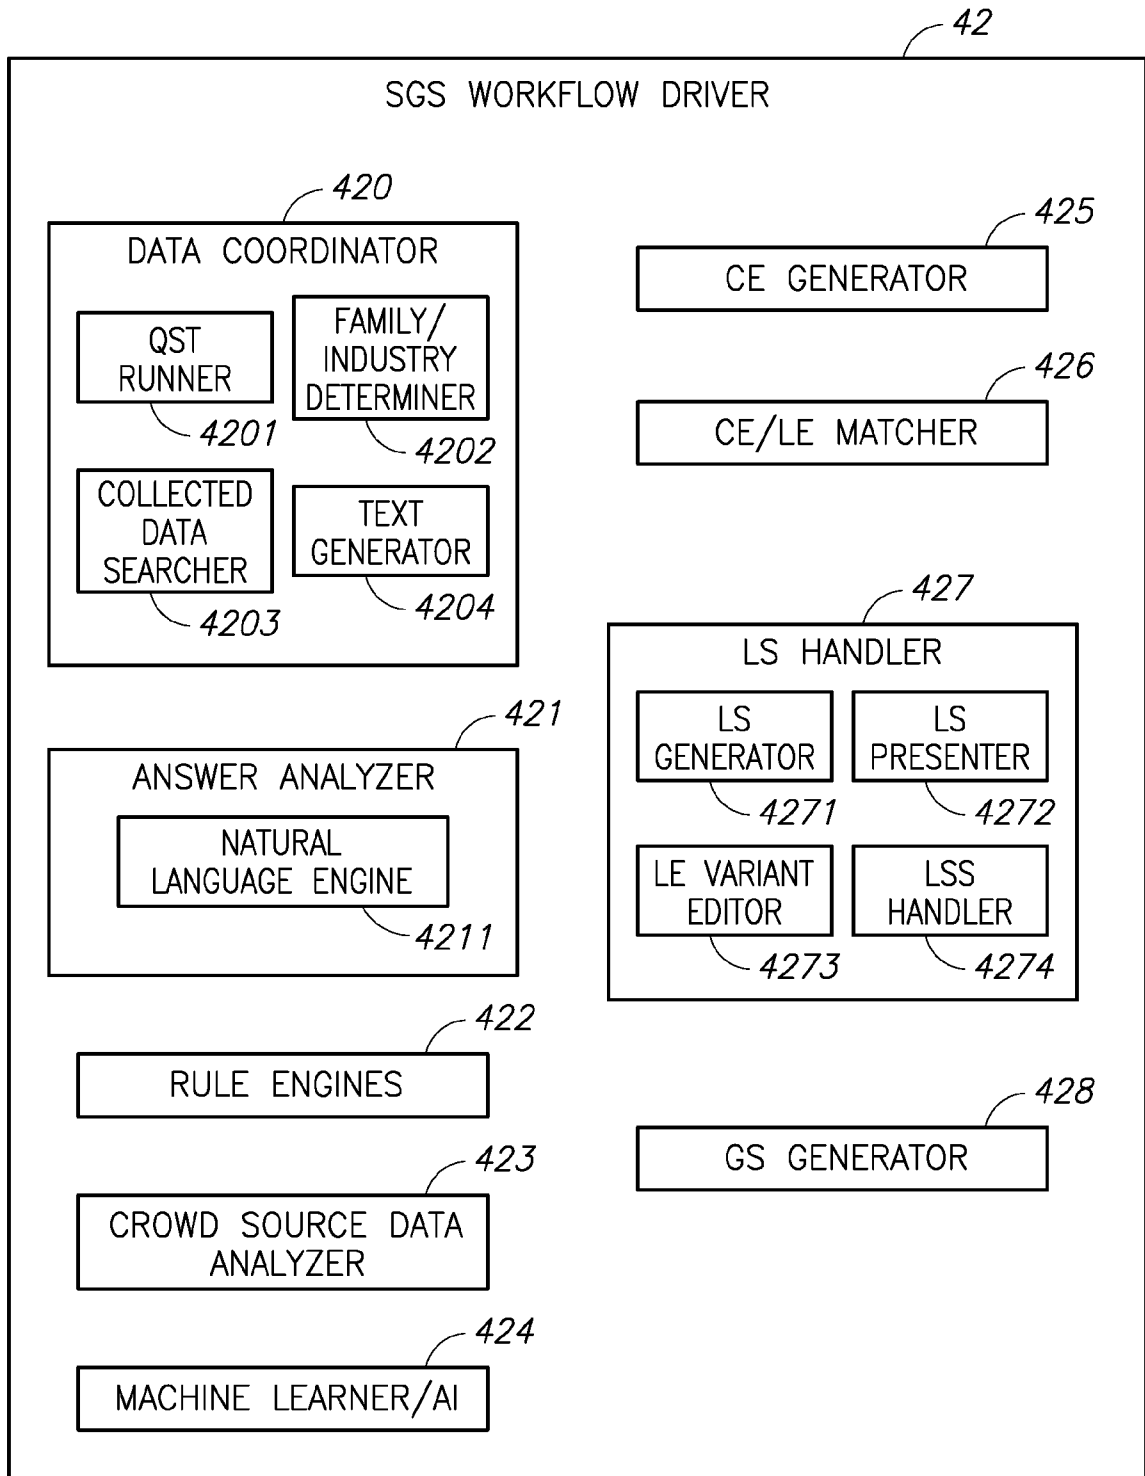 42
SGS WORKFLOW DRIVER
420
DATA COORDINATOR
QST
RUNNER
4201
FAMILY/
INDUSTRY
DETERMINER
4202
COLLECTED
DATA
SEARCHER
4203
TEXT
GENERATOR
4204
421
ANSWER ANALYZER
NATURAL
LANGUAGE ENGINE
4211
422
RULE ENGINES
423
CROWD SOURCE DATA
ANALYZER
424
MACHINE LEARNER/AI
425
CE GENERATOR
426
CE/LE MATCHER
427
LS HANDLER
LS
GENERATOR
4271
LS
PRESENTER
4272
LE VARIANT
EDITOR
4273
LSS
HANDLER
4274
428
GS GENERATOR